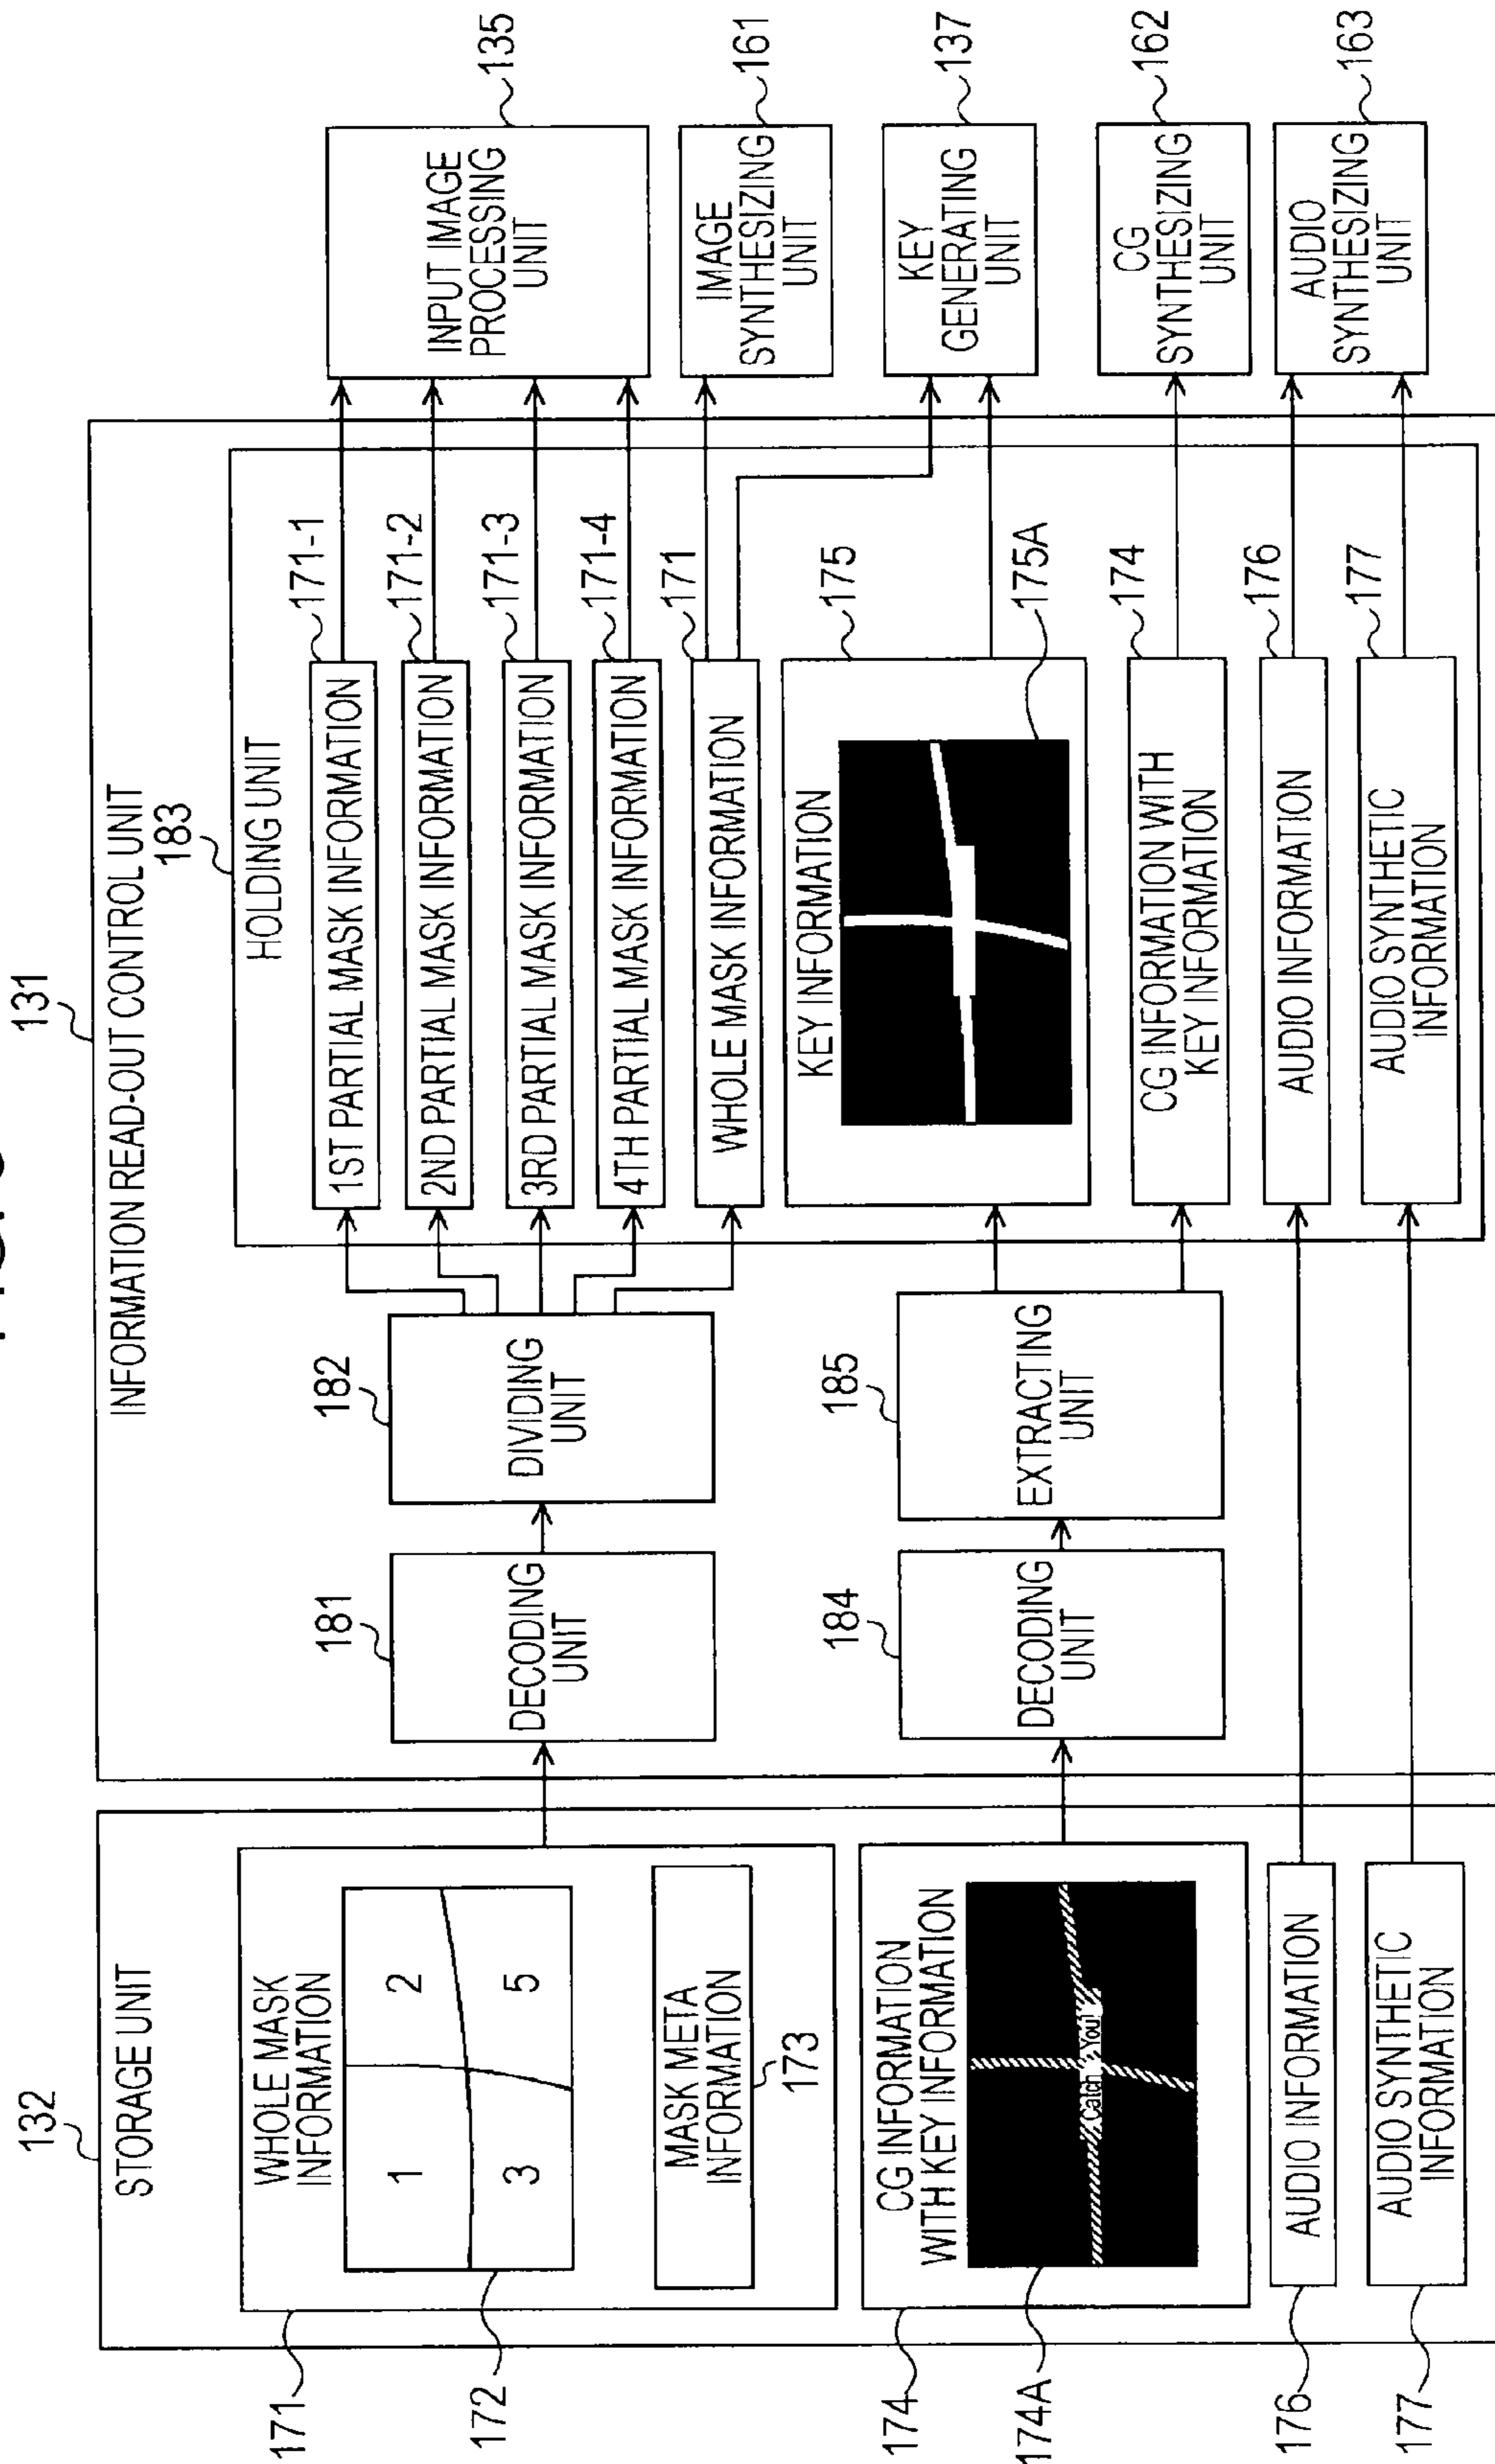 131
INFORMATION READ-OUT CONTROL UNIT
132
STORAGE UNIT
WHOLE MASK
INFORMATION
1
2
3
5
MASK META
INFORMATION
173
171
172
CG INFORMATION
WITH KEY INFORMATION
Catch You!
174
174A
AUDIO INFORMATION
176
AUDIO SYNTHETIC
INFORMATION
177
181
DECODING
UNIT
182
DIVIDING
UNIT
184
DECODING
UNIT
185
EXTRACTING
UNIT
183
HOLDING UNIT
1ST PARTIAL MASK INFORMATION
171-1
2ND PARTIAL MASK INFORMATION
171-2
3RD PARTIAL MASK INFORMATION
171-3
4TH PARTIAL MASK INFORMATION
171-4
WHOLE MASK INFORMATION
171
KEY INFORMATION
175
175A
CG INFORMATION WITH
KEY INFORMATION
174
AUDIO INFORMATION
176
AUDIO SYNTHETIC
INFORMATION
177
INPUT IMAGE
PROCESSING
UNIT
135
IMAGE
SYNTHESIZING
UNIT
161
KEY
GENERATING
UNIT
137
CG
SYNTHESIZING
UNIT
162
AUDIO
SYNTHESIZING
UNIT
163